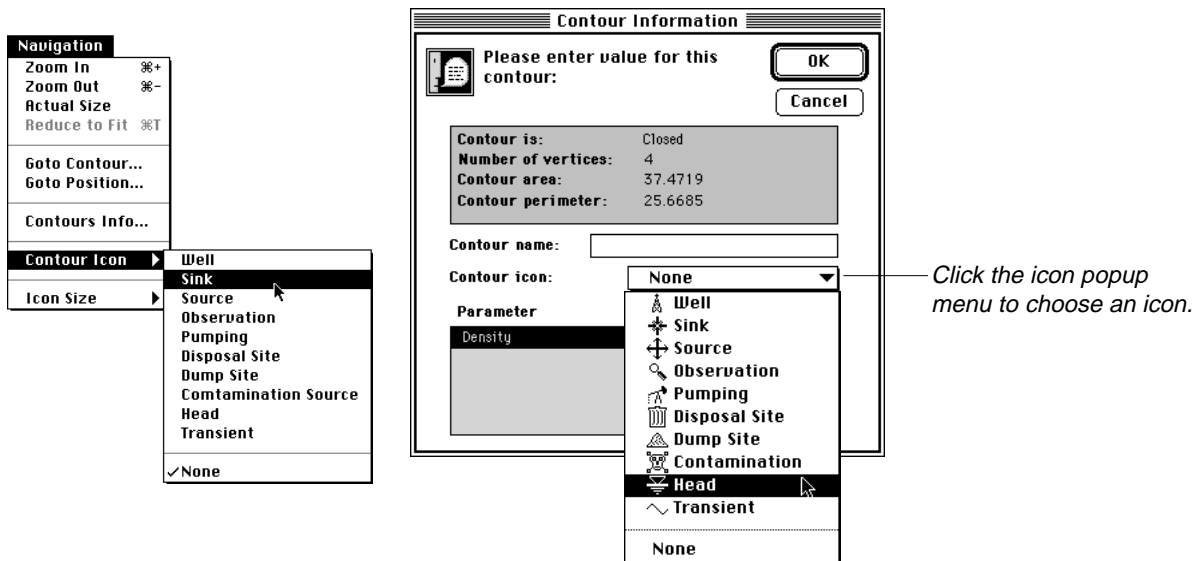 Navigation
Zoom In ⌘+
Zoom Out ⌘-
Actual Size
Reduce to Fit ⌘T
Goto Contour...
Goto Position...
Contours Info...
Contour Icon
Icon Size
Well
Sink
Source
Observation
Pumping
Disposal Site
Dump Site
Comtamination Source
Head
Transient
✓None
Contour Information
Please enter value for this
contour:
OK
Cancel
Contour is: Closed
Number of vertices: 4
Contour area: 37.4719
Contour perimeter: 25.6685
Contour name:
Contour icon: None
Parameter
Density
Well
Sink
Source
Observation
Pumping
Disposal Site
Dump Site
Contamination
Head
Transient
None
Click the icon popup
menu to choose an icon.